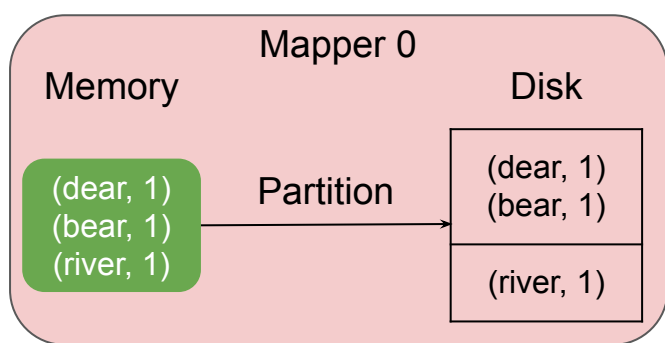 Mapper 0
Memory
Disk
(dear, 1)
(bear, 1)
(river, 1)
Partition
(dear, 1)
(bear, 1)
(river, 1)